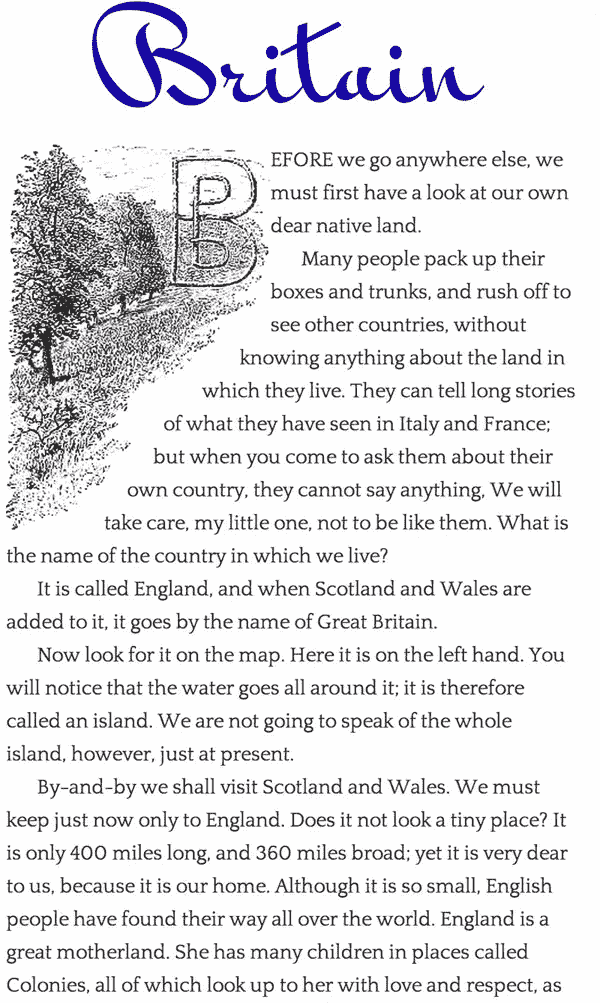 Britain
BEFORE we go anywhere else, we
must first have a look at our own
dear native land.
Many people pack up their
boxes and trunks, and rush off to
see other countries, without
knowing anything about the land in
which they live. They can tell long stories
of what they have seen in Italy and France;
but when you come to ask them about their
own country, they cannot say anything, We will
take care, my little one, not to be like them. What is
the name of the country in which we live?
It is called England, and when Scotland and Wales are
added to it, it goes by the name of Great Britain.
Now look for it on the map. Here it is on the left hand. You
will notice that the water goes all around it; it is therefore
called an island. We are not going to speak of the whole
island, however, just at present.
By-and-by we shall visit Scotland and Wales. We must
keep just now only to England. Does it not look a tiny place? It
is only 400 miles long, and 360 miles broad; yet it is very dear
to us, because it is our home. Although it is so small, English
people have found their way all over the world. England is a
great motherland. She has many children in places called
Colonies, all of which look up to her with love and respect, as